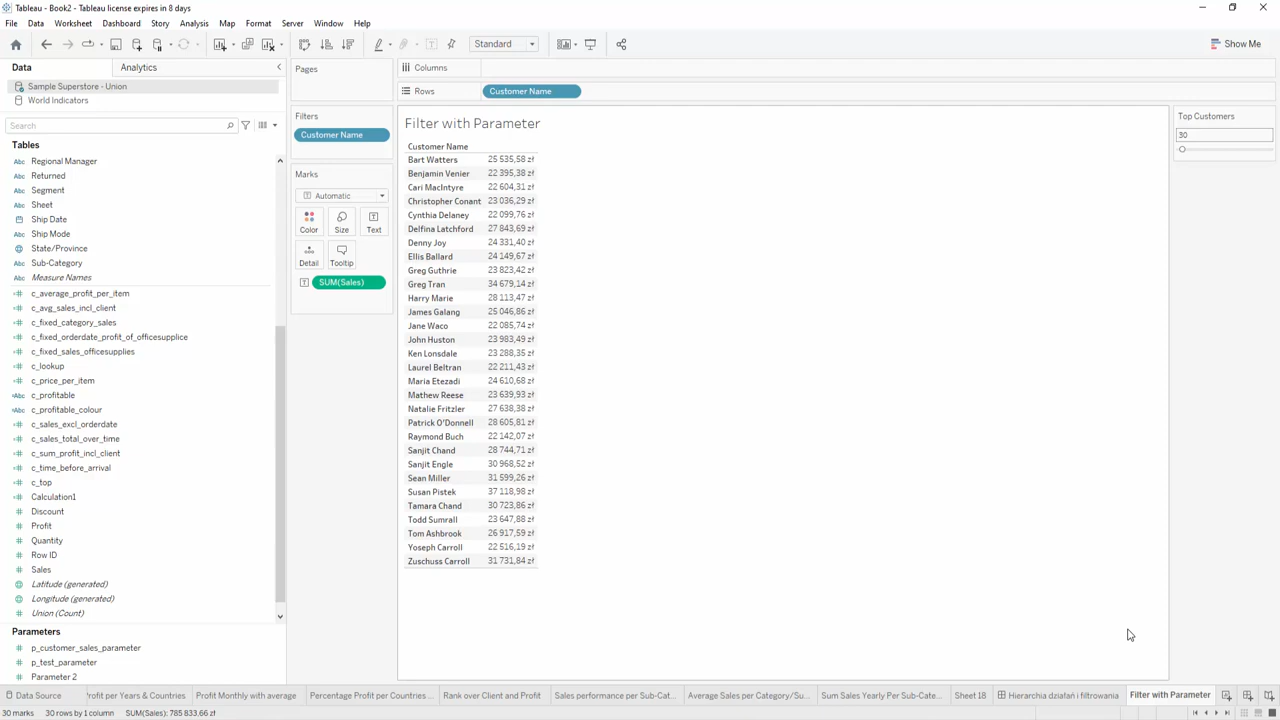 Tableau - Book2 - Tableau license expires in 8 days
File Data Worksheet Dashboard Story Analysis Map Format Server Window Help
Standard
Show Me
Data Analytics
Sample Superstore - Union
World Indicators
Search
Tables
Regional Manager
Returned
Segment
Sheet
Ship Date
Ship Mode
State/Province
Sub-Category
Measure Names
c_average_profit_per_item
c_avg_sales_incl_client
c_fixed_category_sales
c_fixed_orderdate_profit_of_officesupplice
c_fixed_sales_officesupplies
c_lookup
c_price_per_item
c_profitable
c_profitable_colour
c_sales_excl_orderdate
c_sales_total_over_time
c_sum_profit_incl_client
c_time_before_arrival
c_top
Calculation1
Discount
Profit
Quantity
Row ID
Sales
Latitude (generated)
Longitude (generated)
Union (Count)
Parameters
p_customer_sales_parameter
p_test_parameter
Parameter 2
Pages
Filters
Customer Name
Marks
Automatic
Color Size Text
Detail Tooltip
SUM(Sales)
Columns
Rows Customer Name
Filter with Parameter
Customer Name
Bart Watters 25 535,58 zł
Benjamin Venier 22 395,38 zł
Cari MacIntyre 22 604,31 zł
Christopher Conant 23 036,29 zł
Cynthia Delaney 22 099,76 zł
Delfina Latchford 27 843,69 zł
Denny Joy 24 331,40 zł
Ellis Ballard 24 149,67 zł
Greg Guthrie 23 823,42 zł
Greg Tran 34 679,14 zł
Harry Marie 28 113,47 zł
James Galang 25 046,86 zł
Jane Waco 22 085,74 zł
John Huston 23 983,49 zł
Ken Lonsdale 23 288,35 zł
Laurel Beltran 22 211,43 zł
Maria Etezadi 24 610,68 zł
Mathew Reese 23 639,93 zł
Natalie Fritzler 27 638,38 zł
Patrick O'Donnell 28 605,81 zł
Raymond Buch 22 142,07 zł
Sanjit Chand 28 744,71 zł
Sanjit Engle 30 968,52 zł
Sean Miller 31 599,26 zł
Susan Pistek 37 118,98 zł
Tamara Chand 30 723,86 zł
Todd Sumrall 23 647,88 zł
Tom Ashbrook 26 917,59 zł
Yoseph Carroll 22 516,19 zł
Zuschuss Carroll 31 731,84 zł
Top Customers
30
Data Source Profit per Years & Countries Profit Monthly with average Percentage Profit per Countries ... Rank over Client and Profit Sales performance per Sub-Cat... Average Sales per Category/Su... Sum Sales Yearly Per Sub-Cate... Sheet 18 Hierarchia działań i filtrowania Filter with Parameter
30 marks 30 rows by 1 column SUM(Sales): 785 833,66 zł